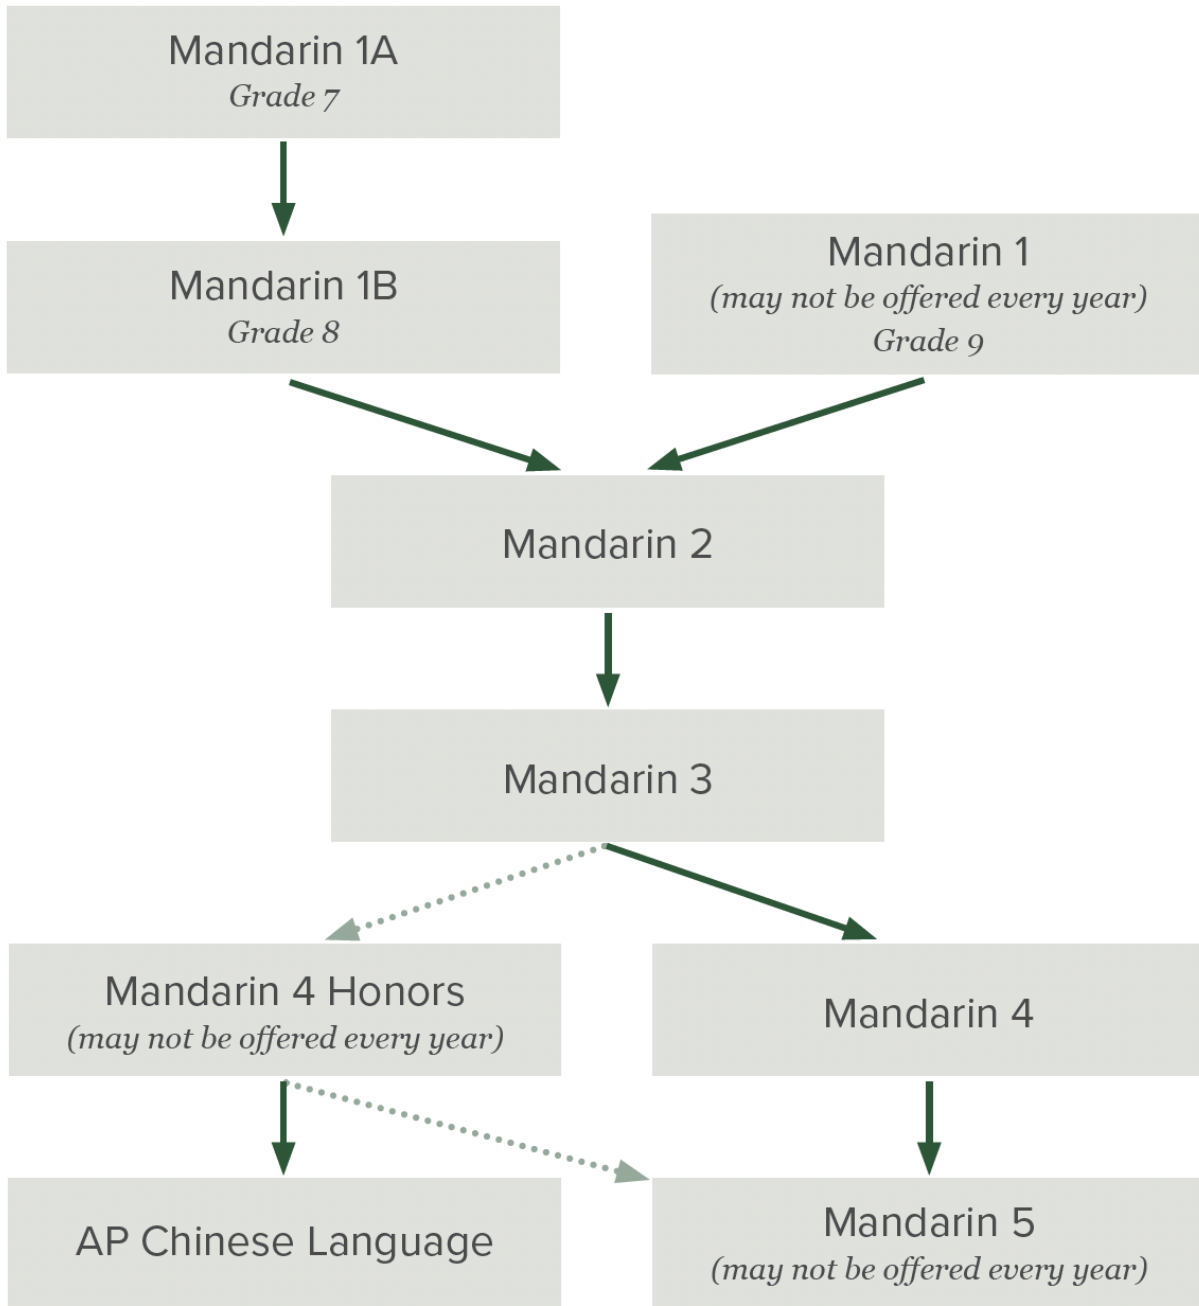 Mandarin 1A
Grade 7
Mandarin 1B
Grade 8
Mandarin 1
(may not be offered every year)
Grade 9
Mandarin 2
Mandarin 3
Mandarin 4 Honors
(may not be offered every year)
Mandarin 4
AP Chinese Language
Mandarin 5
(may not be offered every year)